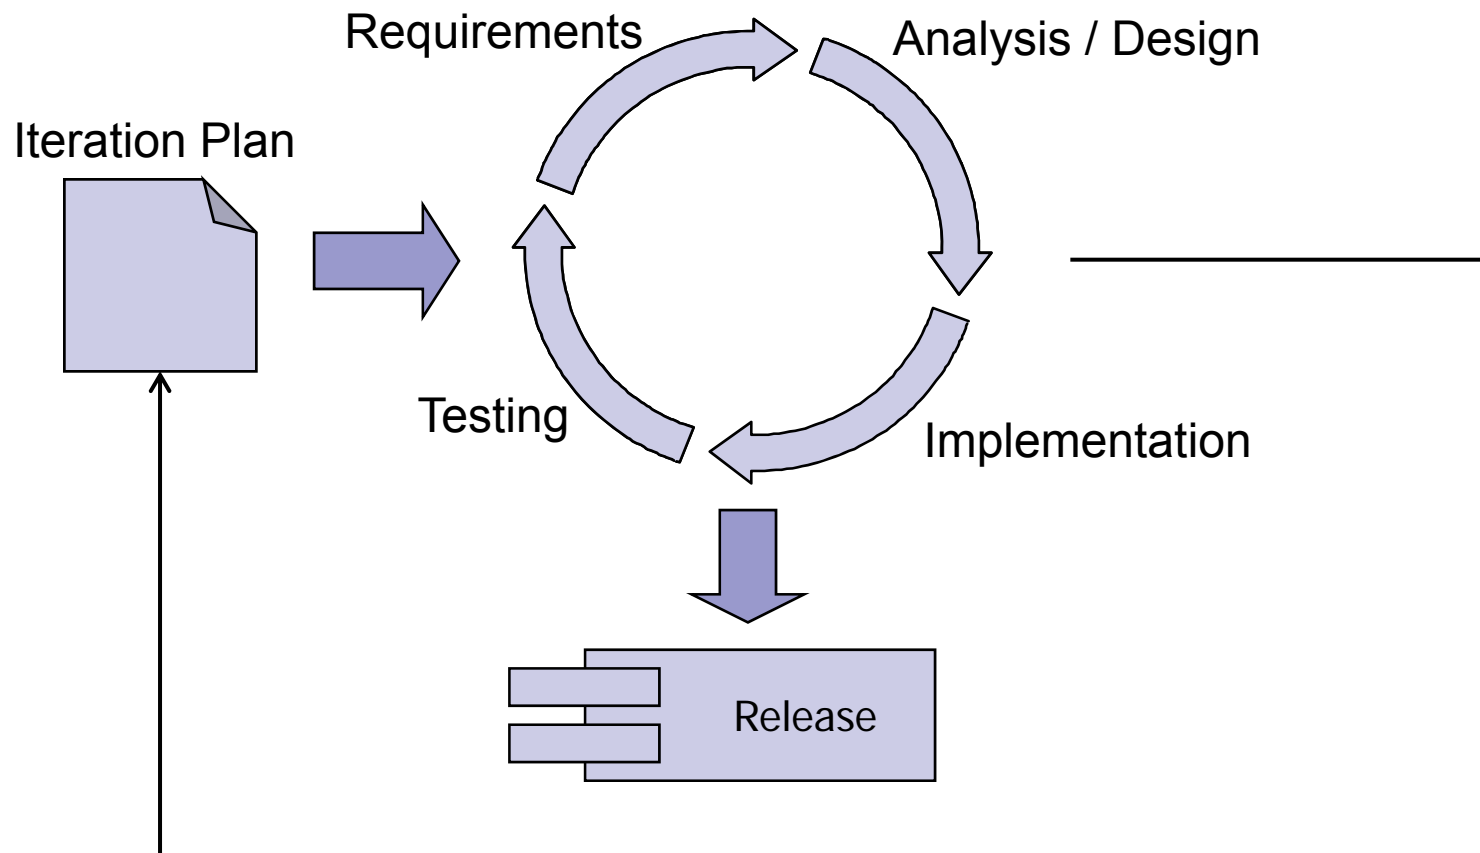 Requirements
Analysis / Design
Iteration Plan
Testing
Implementation
Release